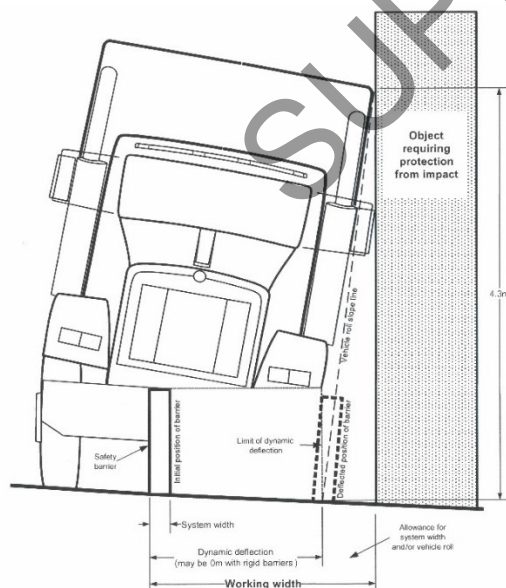 SUP
Object
requiring
protection
from impact
4.3m
Vehicle roll slope line
Initial position of barrier
Deflected position of barrier
Limit of dynamic
deflection
Safety
barrier
System width
Dynamic deflection
(may be 0m with rigid barriers)
Allowance for
system width
and/or vehicle roll
Working width